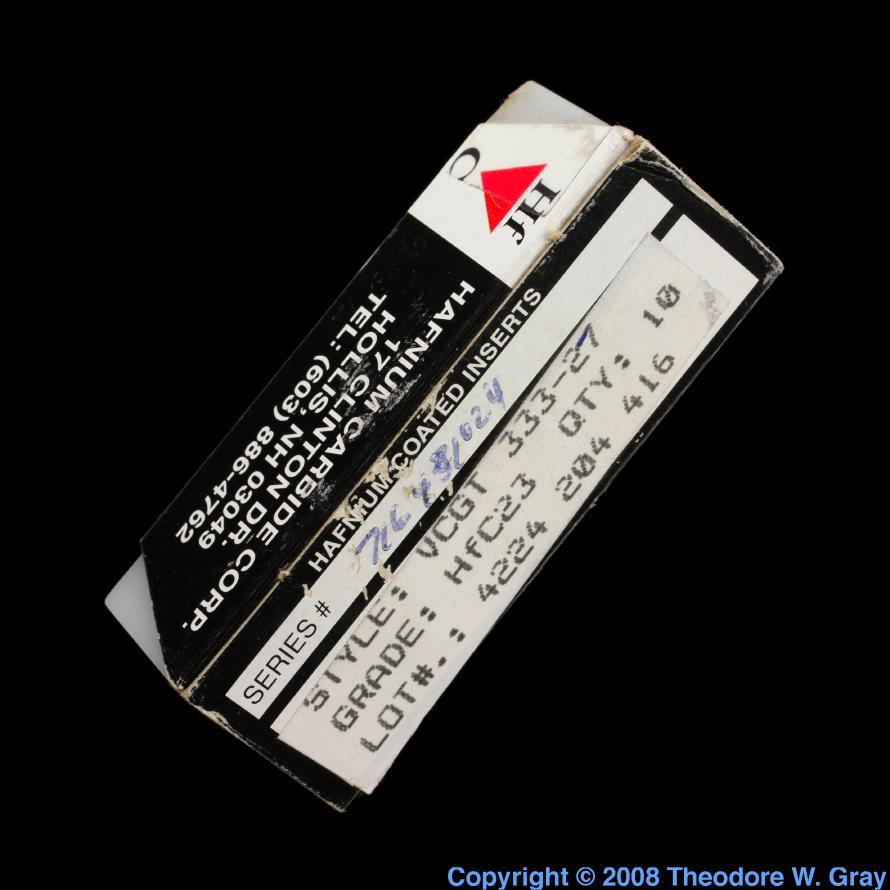 HfC
HAFNIUM CARBIDE CORP.
17 CLINTON DR.
HOLLIS, NH 03049
TEL: (603) 886-4762
HAFNIUM-COATED INSERTS
SERIES #
STYLE: VCGT 333-27
GRADE: HfC23 QTY: 10
LOT#.: 4224 204 416
Copyright © 2008 Theodore W. Gray